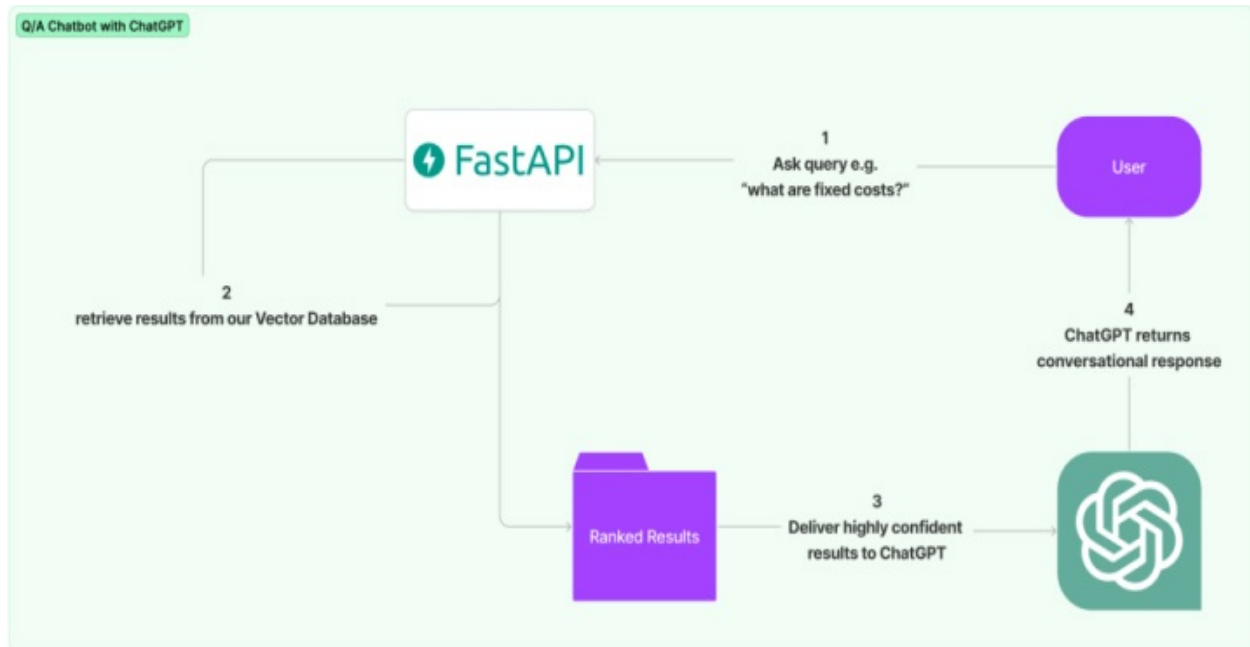 Q/A Chatbot with ChatGPT
FastAPI
1
Ask query e.g.
"what are fixed costs?"
User
2
retrieve results from our Vector Database
4
ChatGPT returns
conversational response
Ranked Results
3
Deliver highly confident
results to ChatGPT